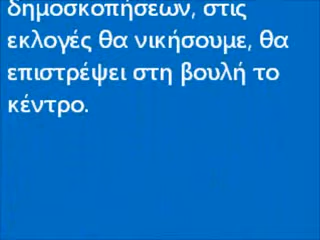 δημοσκοπήσεων, στις
εκλογές θα νικήσουμε, θα
επιστρέψει στη βουλή το
κέντρο.